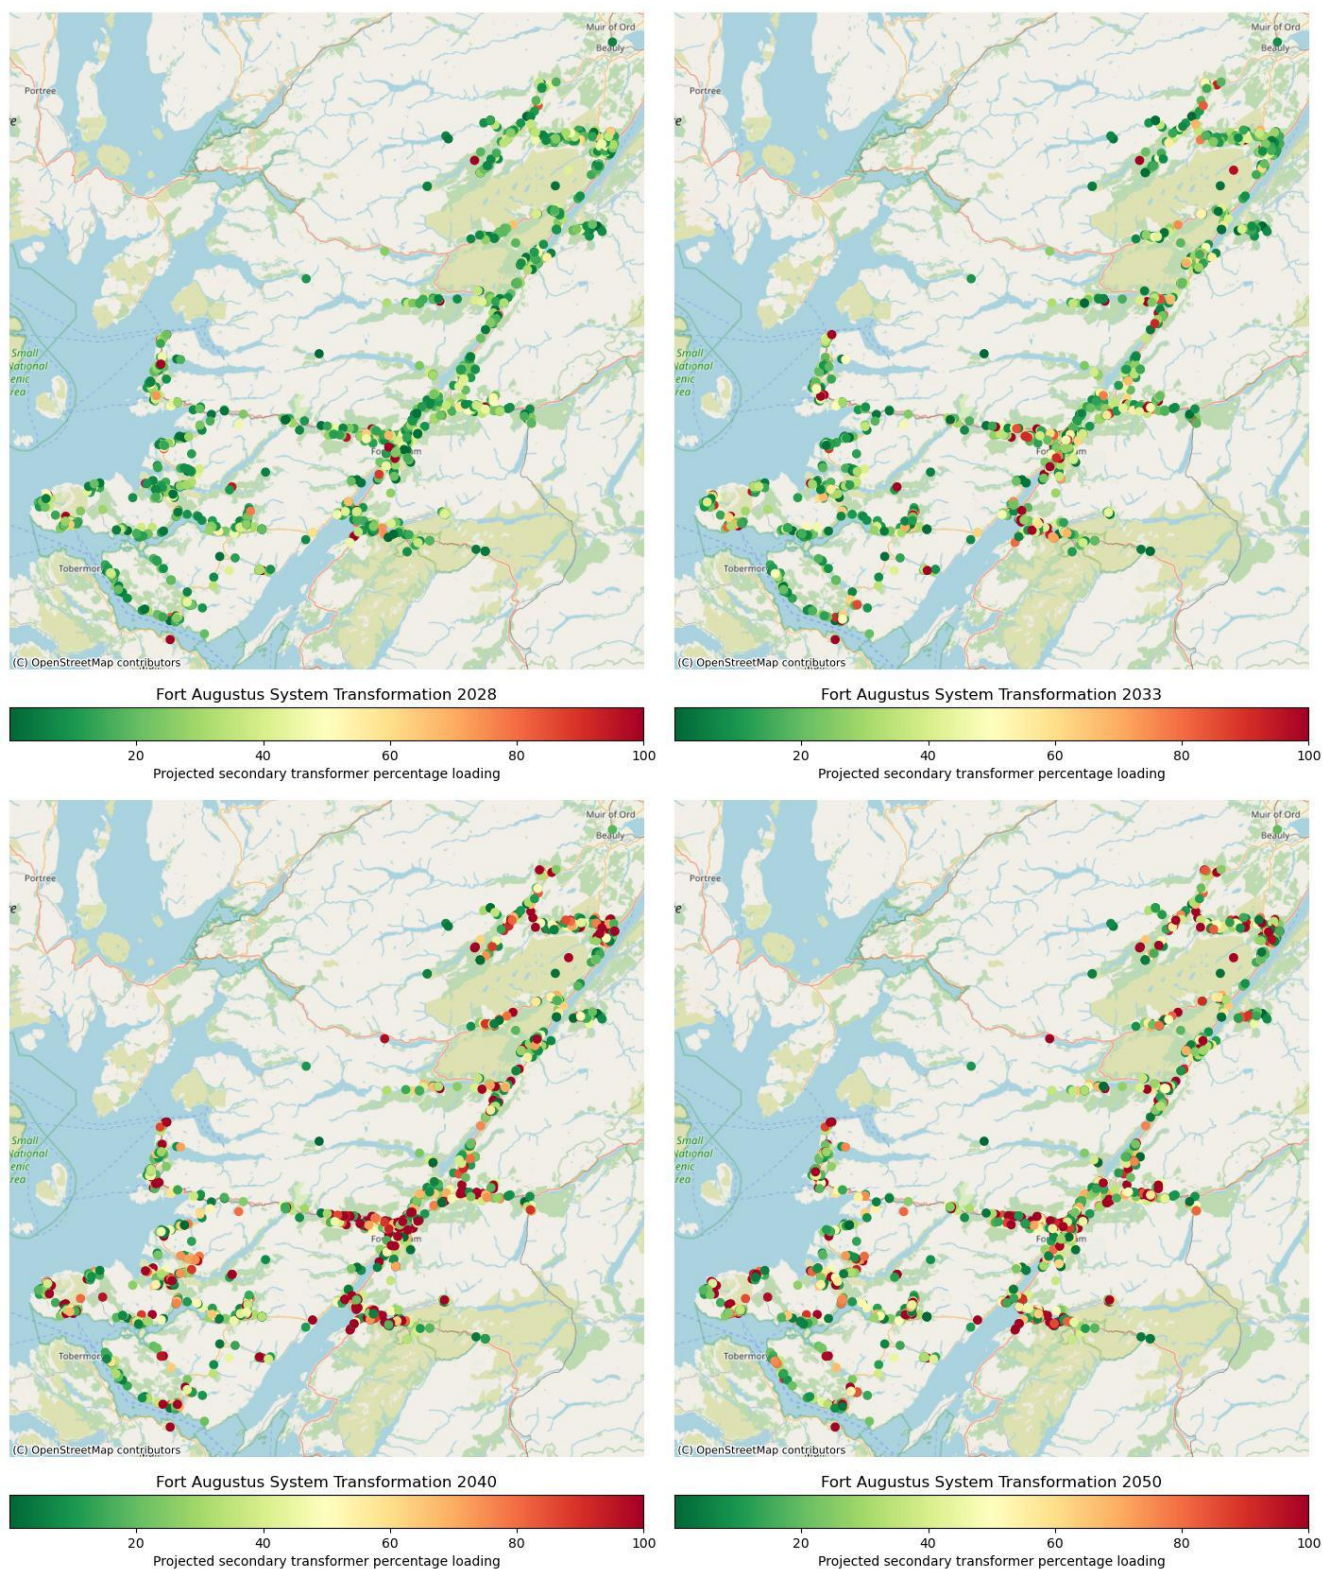 Muir of Ord
Beauly
Portree
Small
National
enic
rea
Tobermory
(C) OpenStreetMap contributors
Fort Augustus System Transformation 2028
20 40 60 80 100
Projected secondary transformer percentage loading
Muir of Ord
Beauly
Portree
Small
National
enic
rea
Tobermory
(C) OpenStreetMap contributors
Fort Augustus System Transformation 2033
20 40 60 80 100
Projected secondary transformer percentage loading
Muir of Ord
Beauly
Portree
Small
National
enic
rea
Tobermory
(C) OpenStreetMap contributors
Fort Augustus System Transformation 2040
20 40 60 80 100
Projected secondary transformer percentage loading
Muir of Ord
Beauly
Portree
Small
National
enic
rea
Tobermory
(C) OpenStreetMap contributors
Fort Augustus System Transformation 2050
20 40 60 80 100
Projected secondary transformer percentage loading